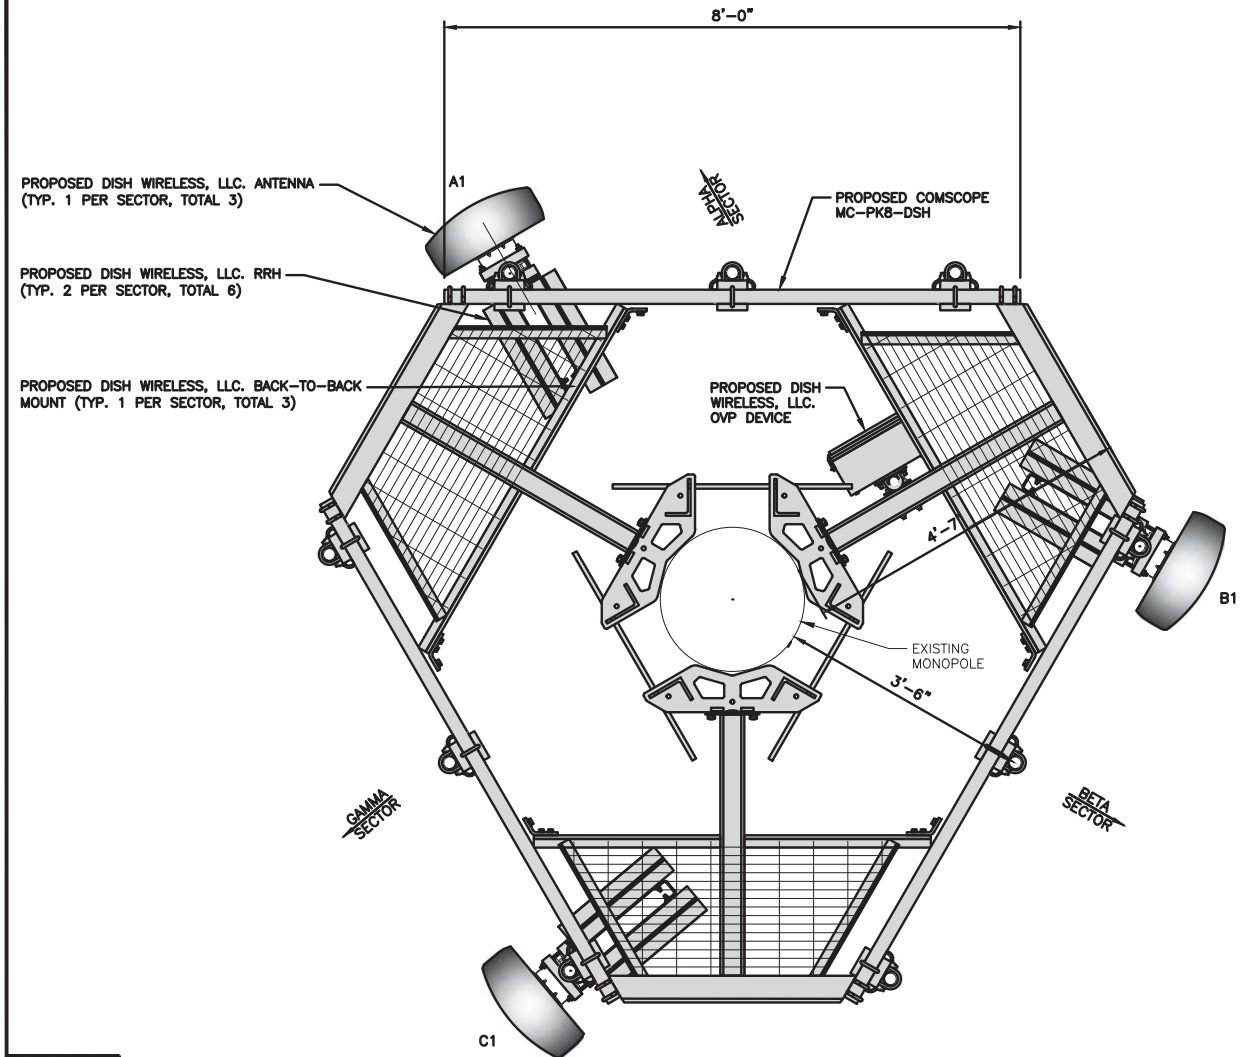 8'-0"
PROPOSED DISH WIRELESS, LLC. ANTENNA
(TYP. 1 PER SECTOR, TOTAL 3)
A1
ALPHA
SECTOR
PROPOSED COMSCOPE
MC-PK8-DSH
PROPOSED DISH WIRELESS, LLC. RRH
(TYP. 2 PER SECTOR, TOTAL 6)
PROPOSED DISH WIRELESS, LLC. BACK-TO-BACK
MOUNT (TYP. 1 PER SECTOR, TOTAL 3)
PROPOSED DISH
WIRELESS, LLC.
OVP DEVICE
4'-7
B1
EXISTING
MONOPOLE
3'-6"
GAMMA
SECTOR
BETA
SECTOR
C1